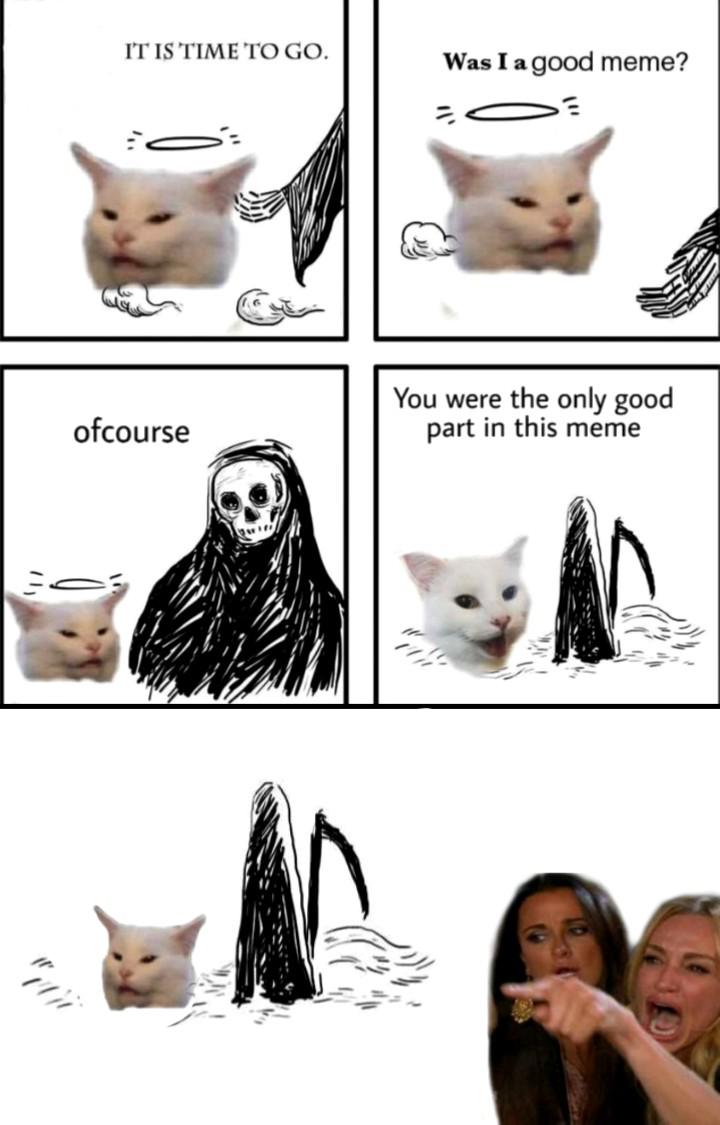 IT IS TIME TO GO.
Was I a good meme?
ofcourse
You were the only good
part in this meme